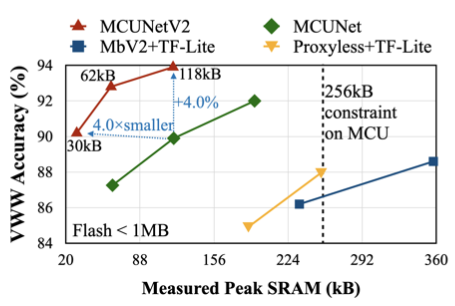 MCUNetV2
MCUNet
MbV2+TF-Lite
Proxyless+TF-Lite
VWW Accuracy (%)
94
92
90
88
86
84
62kB
118kB
+4.0%
4.0×smaller
30kB
256kB
constraint
on MCU
Flash < 1MB
20
88
156
224
292
360
Measured Peak SRAM (kB)